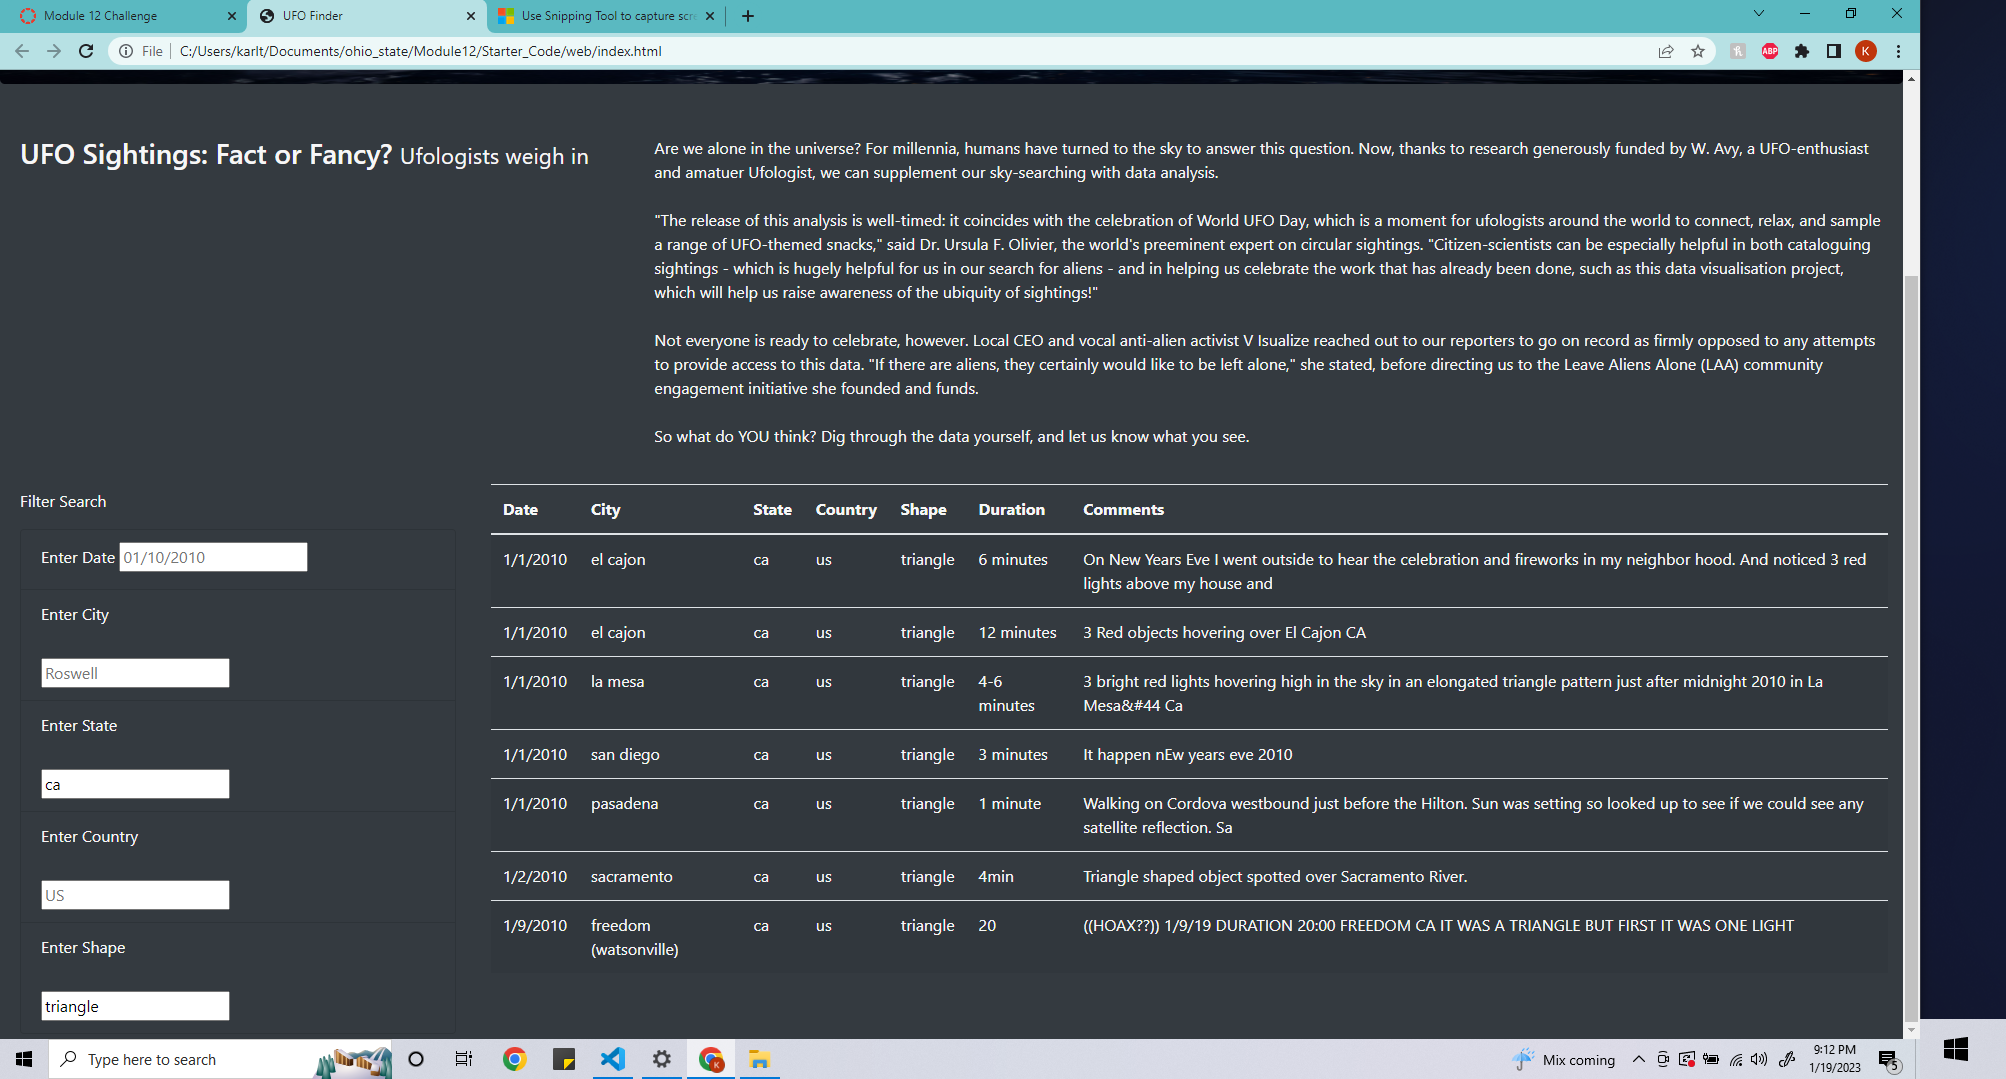 Module 12 Challenge
UFO Finder
Use Snipping Tool to capture scr
File
C:/Users/karlt/Documents/ohio_state/Module12/Starter_Code/web/index.html
ABP
K
UFO Sightings: Fact or Fancy? Ufologists weigh in
Are we alone in the universe? For millennia, humans have turned to the sky to answer this question. Now, thanks to research generously funded by W. Avy, a UFO-enthusiast
and amatuer Ufologist, we can supplement our sky-searching with data analysis.
"The release of this analysis is well-timed: it coincides with the celebration of World UFO Day, which is a moment for ufologists around the world to connect, relax, and sample
a range of UFO-themed snacks," said Dr. Ursula F. Olivier, the world's preeminent expert on circular sightings. "Citizen-scientists can be especially helpful in both cataloguing
sightings - which is hugely helpful for us in our search for aliens - and in helping us celebrate the work that has already been done, such as this data visualisation project,
which will help us raise awareness of the ubiquity of sightings!"
Not everyone is ready to celebrate, however. Local CEO and vocal anti-alien activist V Isualize reached out to our reporters to go on record as firmly opposed to any attempts
to provide access to this data. "If there are aliens, they certainly would like to be left alone," she stated, before directing us to the Leave Aliens Alone (LAA) community
engagement initiative she founded and funds.
So what do YOU think? Dig through the data yourself, and let us know what you see.
Filter Search
Enter Date 01/10/2010
Enter City
Roswell
Enter State
ca
Enter Country
US
Enter Shape
triangle
Date City State Country Shape Duration Comments
1/1/2010 el cajon ca us triangle 6 minutes On New Years Eve I went outside to hear the celebration and fireworks in my neighbor hood. And noticed 3 red
lights above my house and
1/1/2010 el cajon ca us triangle 12 minutes 3 Red objects hovering over El Cajon CA
1/1/2010 la mesa ca us triangle 4-6 3 bright red lights hovering high in the sky in an elongated triangle pattern just after midnight 2010 in La
minutes Mesa&#44 Ca
1/1/2010 san diego ca us triangle 3 minutes It happen nEw years eve 2010
1/1/2010 pasadena ca us triangle 1 minute Walking on Cordova westbound just before the Hilton. Sun was setting so looked up to see if we could see any
satellite reflection. Sa
1/2/2010 sacramento ca us triangle 4min Triangle shaped object spotted over Sacramento River.
1/9/2010 freedom ca us triangle 20 ((HOAX??)) 1/9/19 DURATION 20:00 FREEDOM CA IT WAS A TRIANGLE BUT FIRST IT WAS ONE LIGHT
(watsonville)
Type here to search
K
Mix coming
9:12 PM
1/19/2023
5